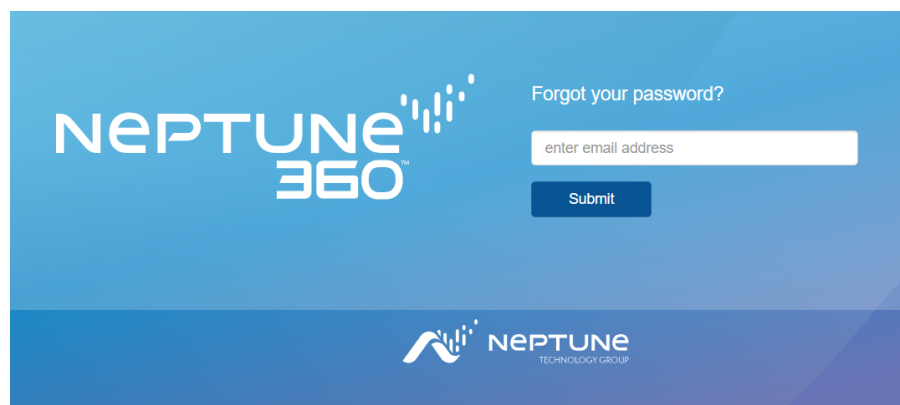 NEPTUNE
360™
Forgot your password?
enter email address
Submit
NEPTUNE
TECHNOLOGY GROUP